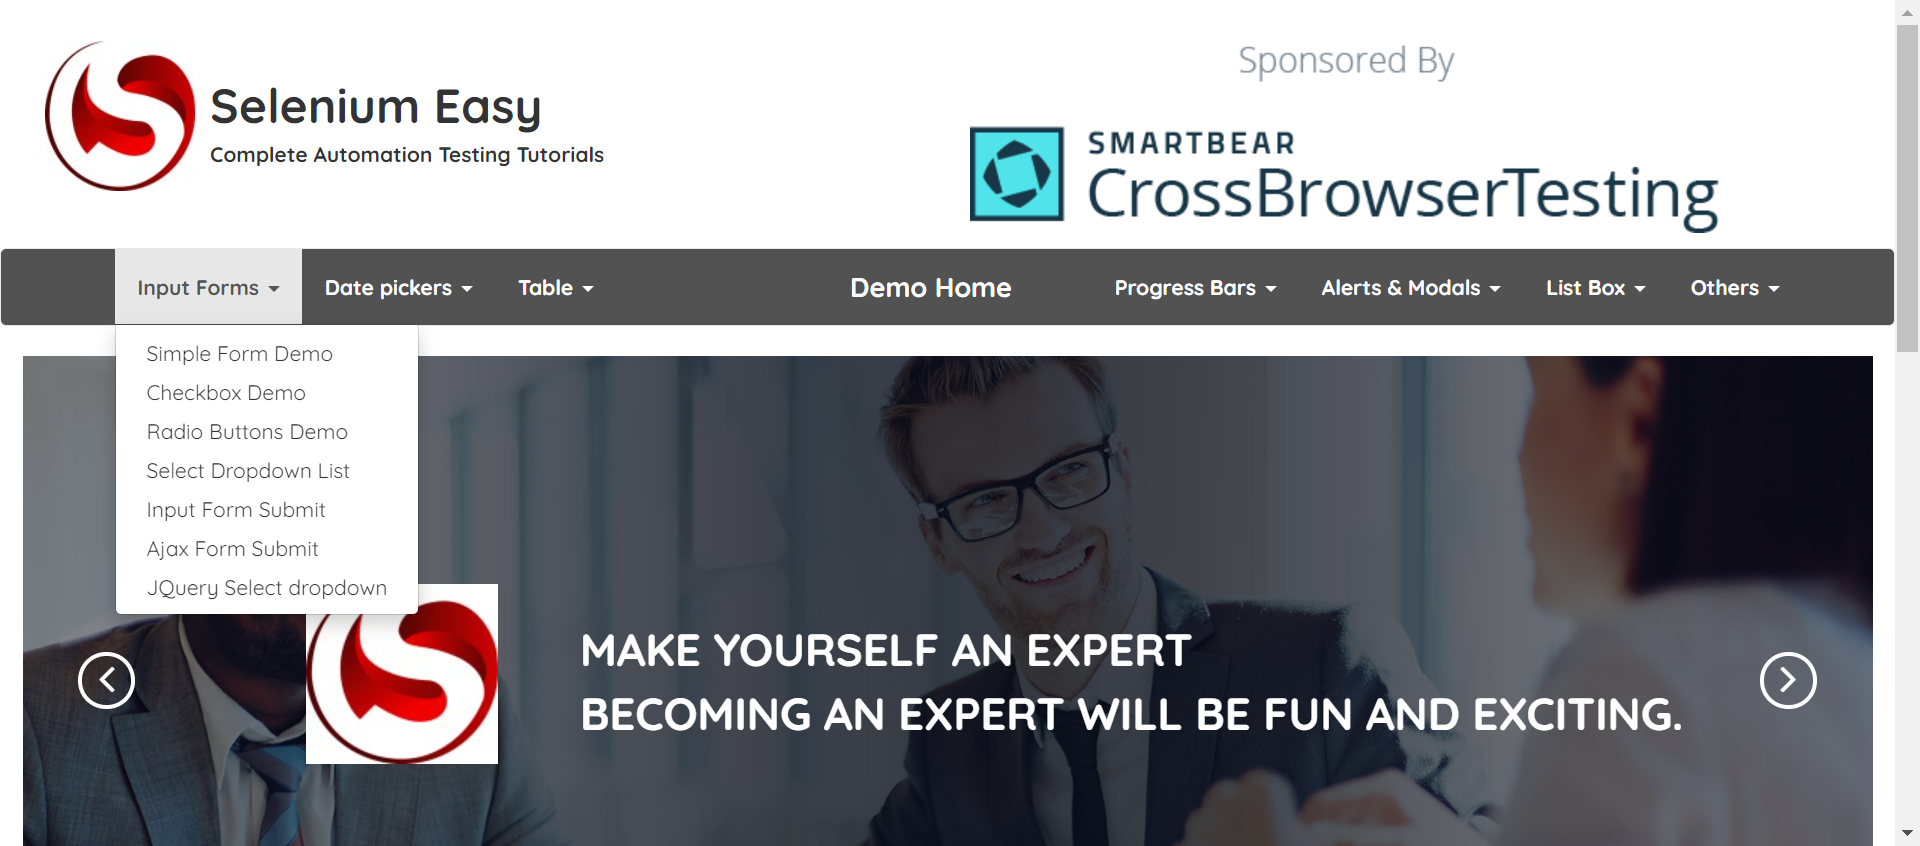 Selenium Easy
Complete Automation Testing Tutorials
Sponsored By
SMARTBEAR
CrossBrowserTesting
Input Forms Date pickers Table Demo Home Progress Bars Alerts & Modals List Box Others
Simple Form Demo
Checkbox Demo
Radio Buttons Demo
Select Dropdown List
Input Form Submit
Ajax Form Submit
JQuery Select dropdown
MAKE YOURSELF AN EXPERT
BECOMING AN EXPERT WILL BE FUN AND EXCITING.